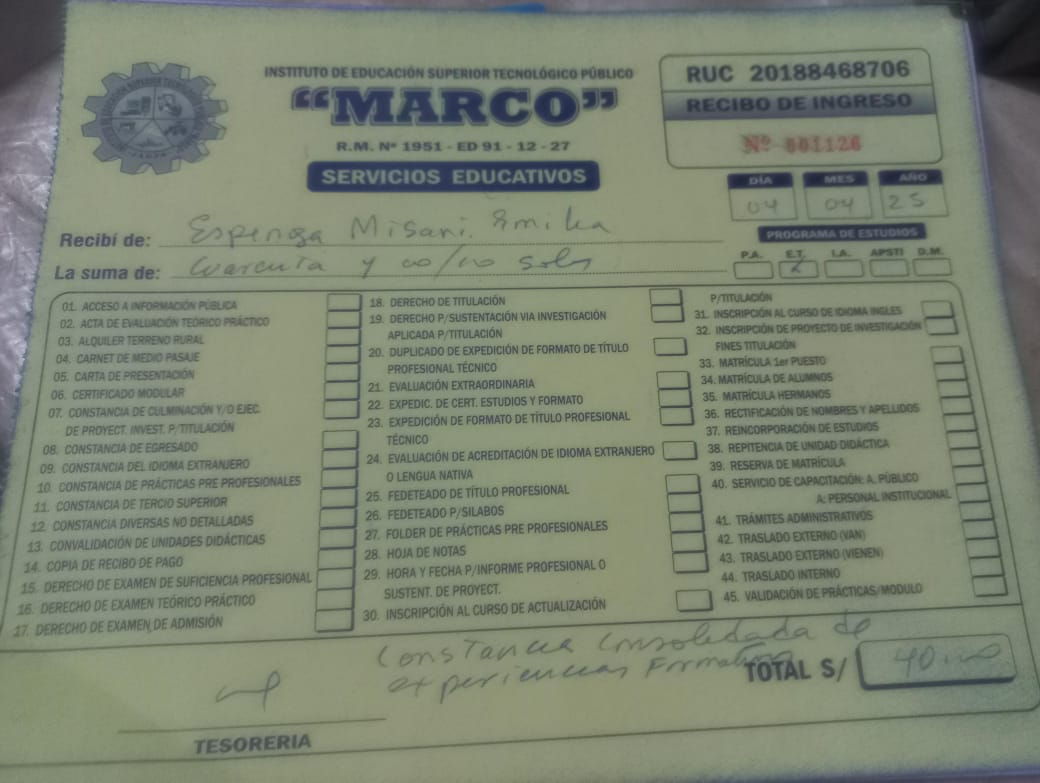 INSTITUTO DE EDUCACIÓN SUPERIOR TECNOLÓGICO PÚBLICO
“MARCO”
R.M. Nº 1951 - ED 91 - 12 - 27
SERVICIOS EDUCATIVOS
RUC 20188468706
RECIBO DE INGRESO
Nº 001126
DÍA MES AÑO
04 04 25
Recibí de: Espenoza Misari
La suma de: Cuarenta y 00/00 soles
PROGRAMA DE ESTUDIOS
P.A. E.T. I.A. APSTI D.M.
01. ACCESO A INFORMACIÓN PÚBLICA
02. ACTA DE EVALUACIÓN TEÓRICO PRÁCTICO
03. ALQUILER TERRENO RURAL
04. CARNET DE MEDIO PASAJE
05. CARTA DE PRESENTACIÓN
06. CERTIFICADO MODULAR
07. CONSTANCIA DE CULMINACIÓN Y/O EJEC.
DE PROYECT. INVEST. P/TITULACIÓN
08. CONSTANCIA DE EGRESADO
09. CONSTANCIA DEL IDIOMA EXTRANJERO
10. CONSTANCIA DE PRÁCTICAS PRE PROFESIONALES
11. CONSTANCIA DE TERCIO SUPERIOR
12. CONSTANCIA DIVERSAS NO DETALLADAS
13. CONVALIDACIÓN DE UNIDADES DIDÁCTICAS
14. COPIA DE RECIBO DE PAGO
15. DERECHO DE EXAMEN DE SUFICIENCIA PROFESIONAL
16. DERECHO DE EXAMEN TEÓRICO PRÁCTICO
17. DERECHO DE EXAMEN DE ADMISIÓN
18. DERECHO DE TITULACIÓN
19. DERECHO P/SUSTENTACIÓN VIA INVESTIGACIÓN
APLICADA P/TITULACIÓN
20. DUPLICADO DE EXPEDICIÓN DE FORMATO DE TÍTULO
PROFESIONAL TÉCNICO
21. EVALUACIÓN EXTRAORDINARIA
22. EXPEDIC. DE CERT. ESTUDIOS Y FORMATO
23. EXPEDICIÓN DE FORMATO DE TÍTULO PROFESIONAL
TÉCNICO
24. EVALUACIÓN DE ACREDITACIÓN DE IDIOMA EXTRANJERO
O LENGUA NATIVA
25. FEDETEADO DE TÍTULO PROFESIONAL
26. FEDETEADO P/SILABOS
27. FOLDER DE PRÁCTICAS PRE PROFESIONALES
28. HOJA DE NOTAS
29. HORA Y FECHA P/INFORME PROFESIONAL O
SUSTENT. DE PROYECT.
30. INSCRIPCIÓN AL CURSO DE ACTUALIZACIÓN
P/TITULACIÓN
31. INSCRIPCIÓN AL CURSO DE IDIOMA INGLES
32. INSCRIPCIÓN DE PROYECTO DE INVESTIGACIÓN
FINES TITULACIÓN
33. MATRÍCULA 1er PUESTO
34. MATRÍCULA DE ALUMNOS
35. MATRÍCULA HERMANOS
36. RECTIFICACIÓN DE NOMBRES Y APELLIDOS
37. REINCORPORACIÓN DE ESTUDIOS
38. REPITENCIA DE UNIDAD DIDÁCTICA
39. RESERVA DE MATRÍCULA
40. SERVICIO DE CAPACITACIÓN: A. PÚBLICO
A: PERSONAL INSTITUCIONAL
41. TRÁMITES ADMINISTRATIVOS
42. TRASLADO EXTERNO (VAN)
43. TRASLADO EXTERNO (VIENEN)
44. TRASLADO INTERNO
45. VALIDACIÓN DE PRÁCTICAS/MODULO
Constancia Consolidada de
experiencias Formativas
TOTAL S/ 40.00
TESORERIA